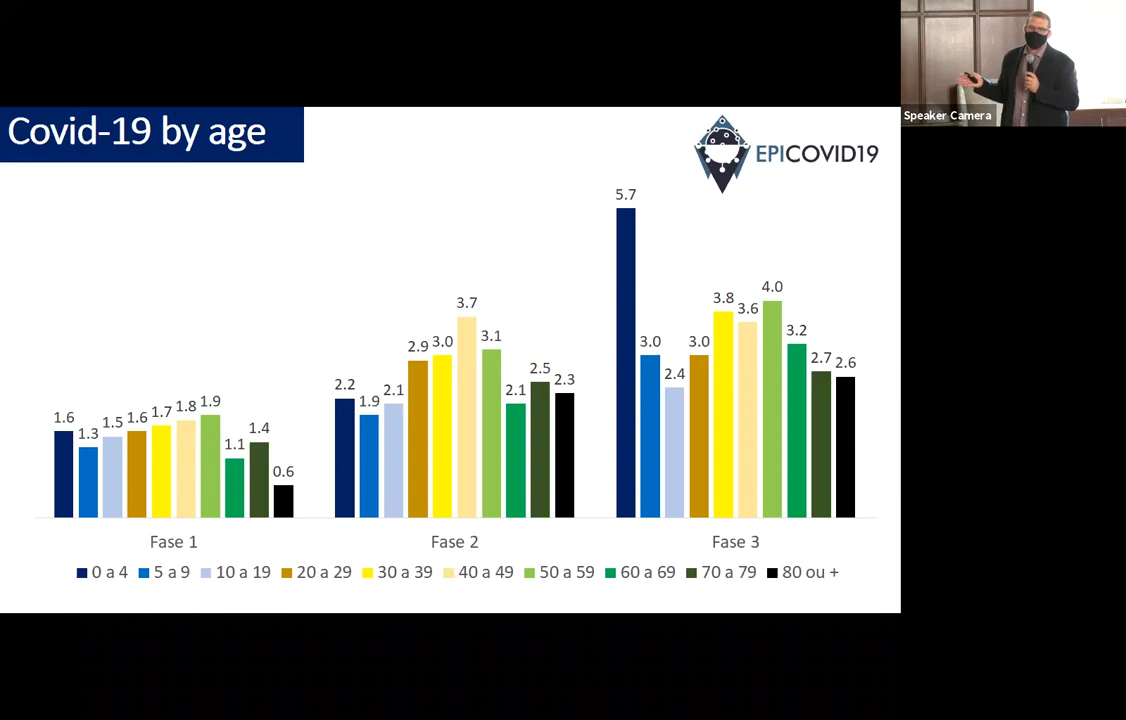 Speaker Camera
Covid-19 by age
EPICOVID19
1.6 1.3 1.5 1.6 1.7 1.8 1.9 1.1 1.4 0.6
2.2 1.9 2.1 2.9 3.0 3.7 3.1 2.1 2.5 2.3
5.7 3.0 2.4 3.0 3.8 3.6 4.0 3.2 2.7 2.6
Fase 1 Fase 2 Fase 3
0 a 4 5 a 9 10 a 19 20 a 29 30 a 39 40 a 49 50 a 59 60 a 69 70 a 79 80 ou +